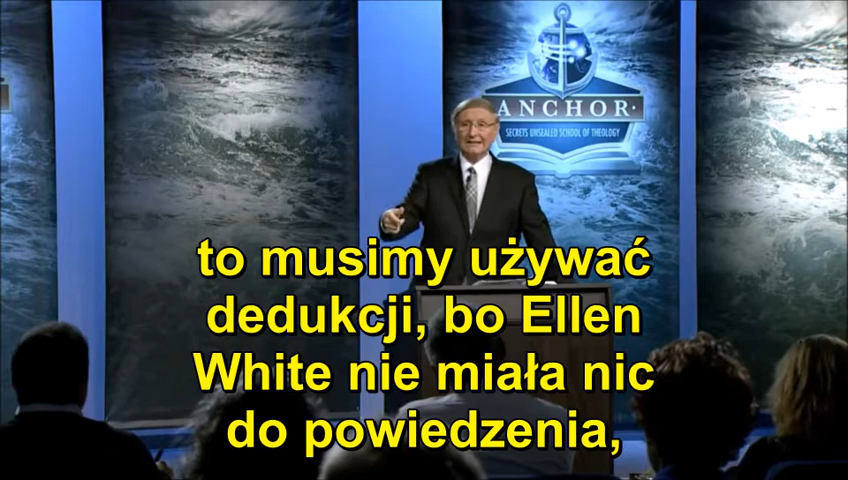 ANCHOR
SECRETS UNSEALED SCHOOL OF THEOLOGY
to musimy używać
dedukcji, bo Ellen
White nie miała nic
do powiedzenia,